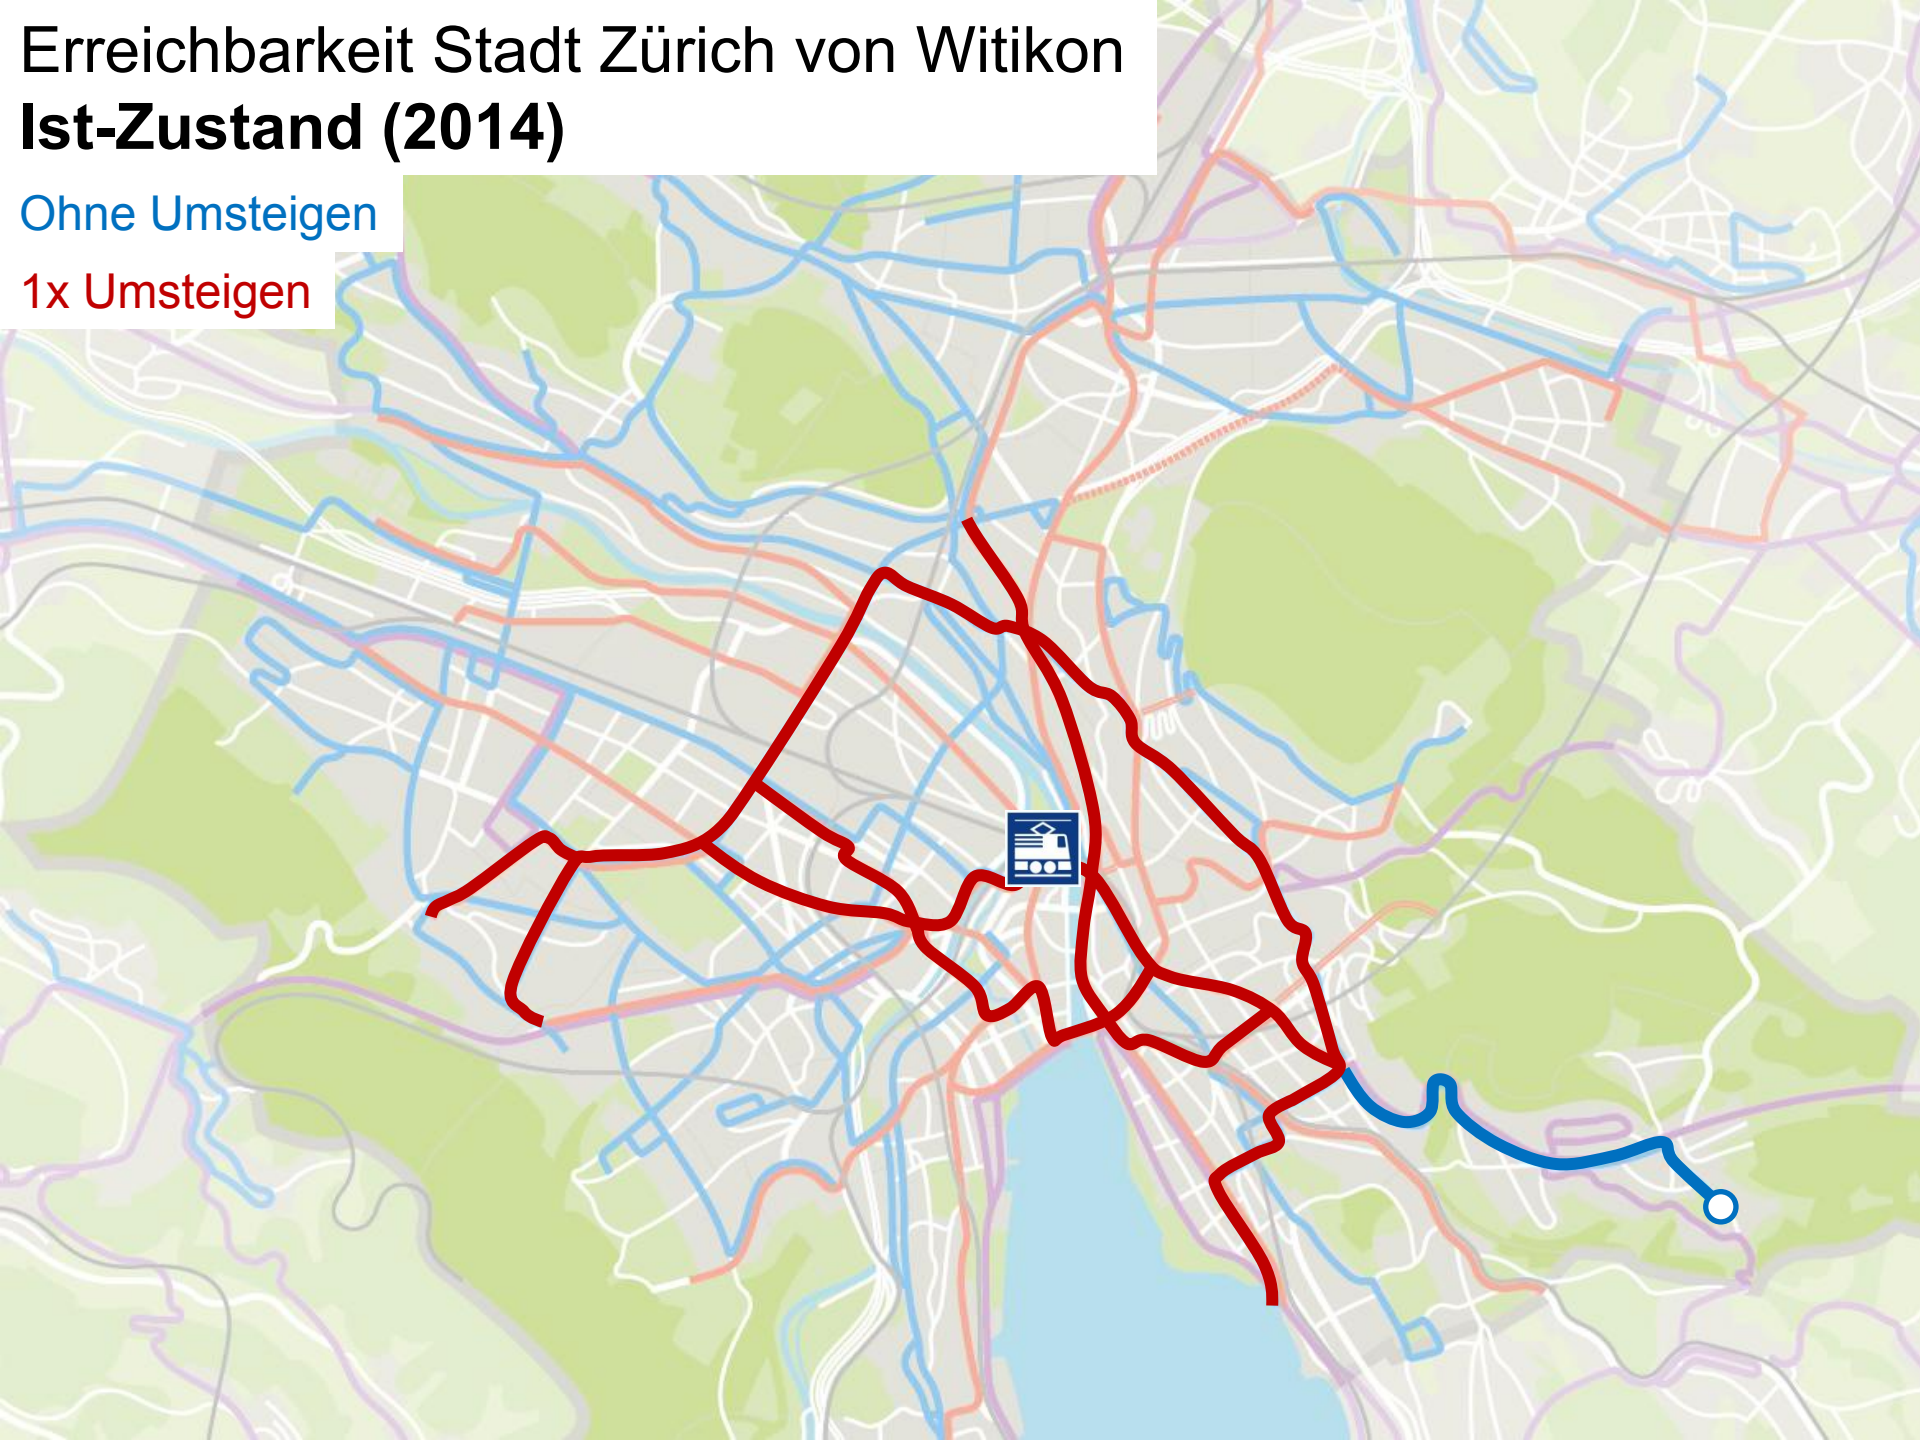 Erreichbarkeit Stadt Zürich von Witikon
Ist-Zustand (2014)
Ohne Umsteigen
1x Umsteigen